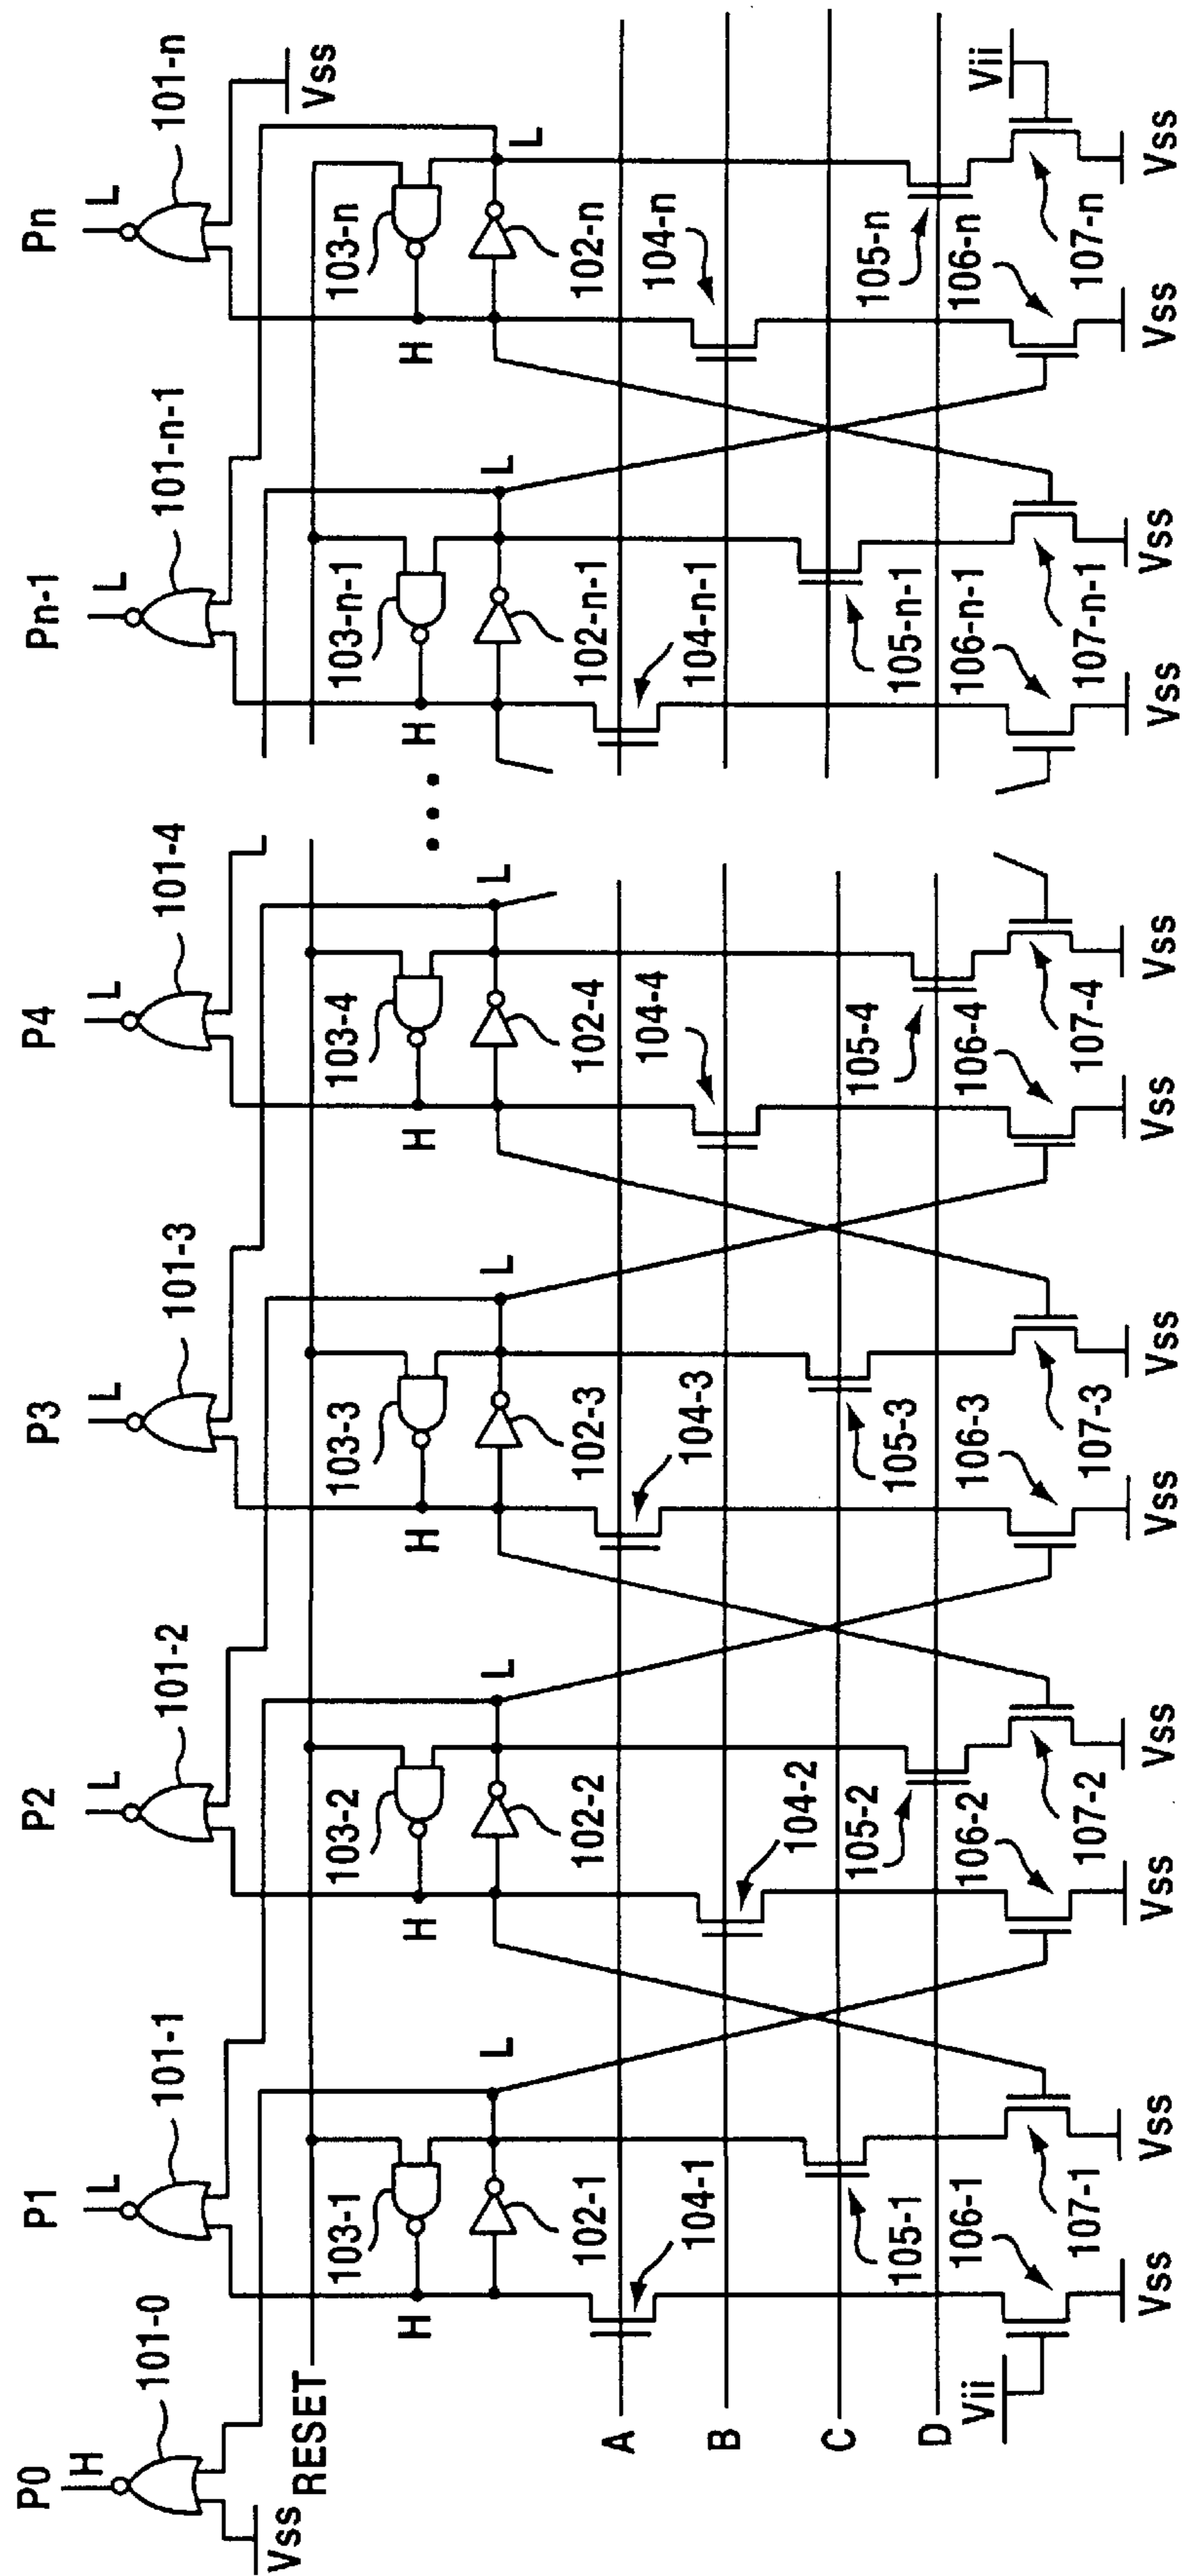 P0 P1 P2 P3 P4 Pn-1 Pn
H L L L L L L
101-0 101-1 101-2 101-3 101-4 101-n-1 101-n
Vss Vss
RESET
103-1 103-2 103-3 103-4 103-n-1 103-n
H H H H ... H H
L L L L L L
102-1 102-2 102-3 102-4 102-n-1 102-n
A
104-1 104-2 104-3 104-4 104-n-1 104-n
B
C
105-1 105-2 105-3 105-4 105-n-1 105-n
D
106-1 106-2 106-3 106-4 106-n-1 106-n
Vii Vii
107-1 107-2 107-3 107-4 107-n-1 107-n
Vss Vss Vss Vss Vss Vss Vss Vss Vss Vss Vss Vss